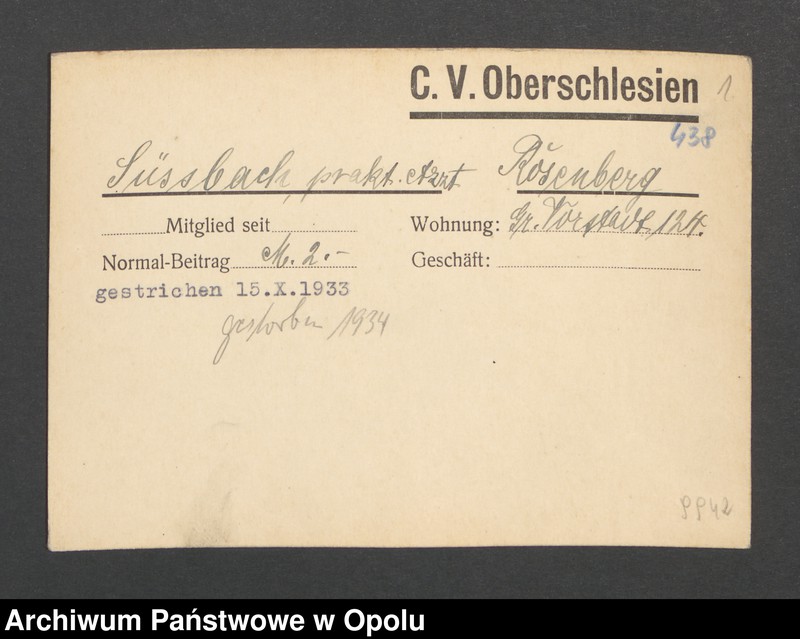 C. V. Oberschlesien 1
438
Süssbach, prakt. Arzt Rosenberg
Mitglied seit Wohnung: Gr. Vorstadt 124.
Normal-Beitrag M. 2.- Geschäft:
gestrichen 15.X.1933
gestorben 1934
9942
Archiwum Państwowe w Opolu